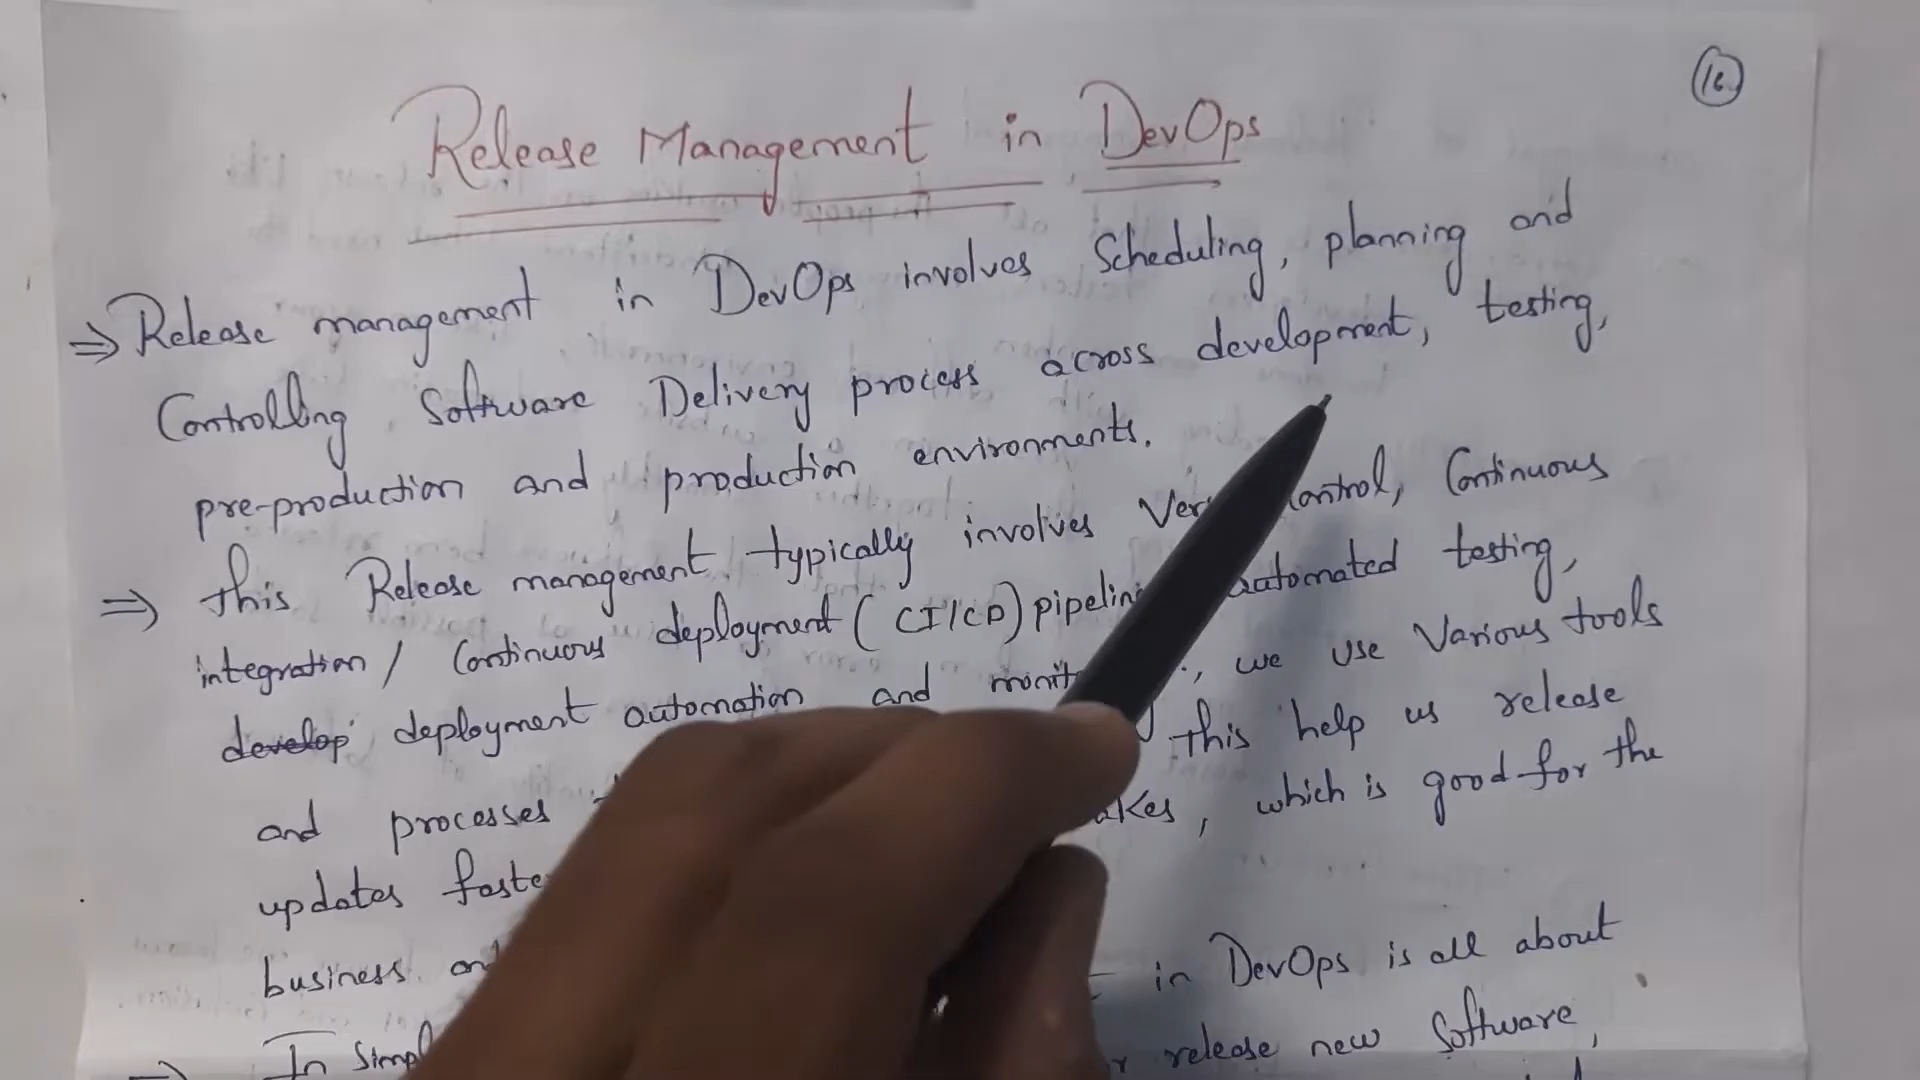 16
Release Management in DevOps
⇒ Release management in DevOps involves Scheduling, planning and
Controlling Software Delivery process across development, testing,
pre-production and production environments.
⇒ this Release management typically involves control, Continuous
integration / Continuous deployment (CI/CD) automated testing,
develop deployment automation and we use Various tools
and processes this help us release
updates which is good for the
business
in DevOps is all about
⇒ In release new Software,